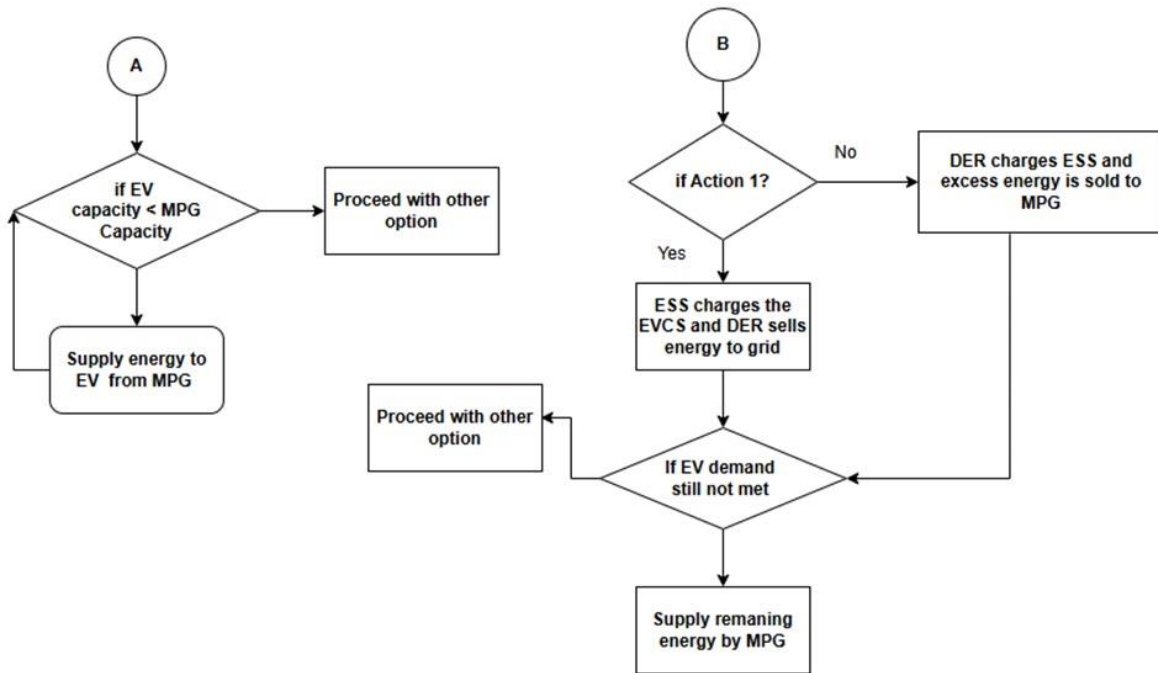 A
if EV
capacity < MPG
Capacity
Proceed with other
option
Supply energy to
EV from MPG
B
if Action 1?
No
DER charges ESS and
excess energy is sold to
MPG
Yes
ESS charges the
EVCS and DER sells
energy to grid
Proceed with other
option
If EV demand
still not met
Supply remaning
energy by MPG